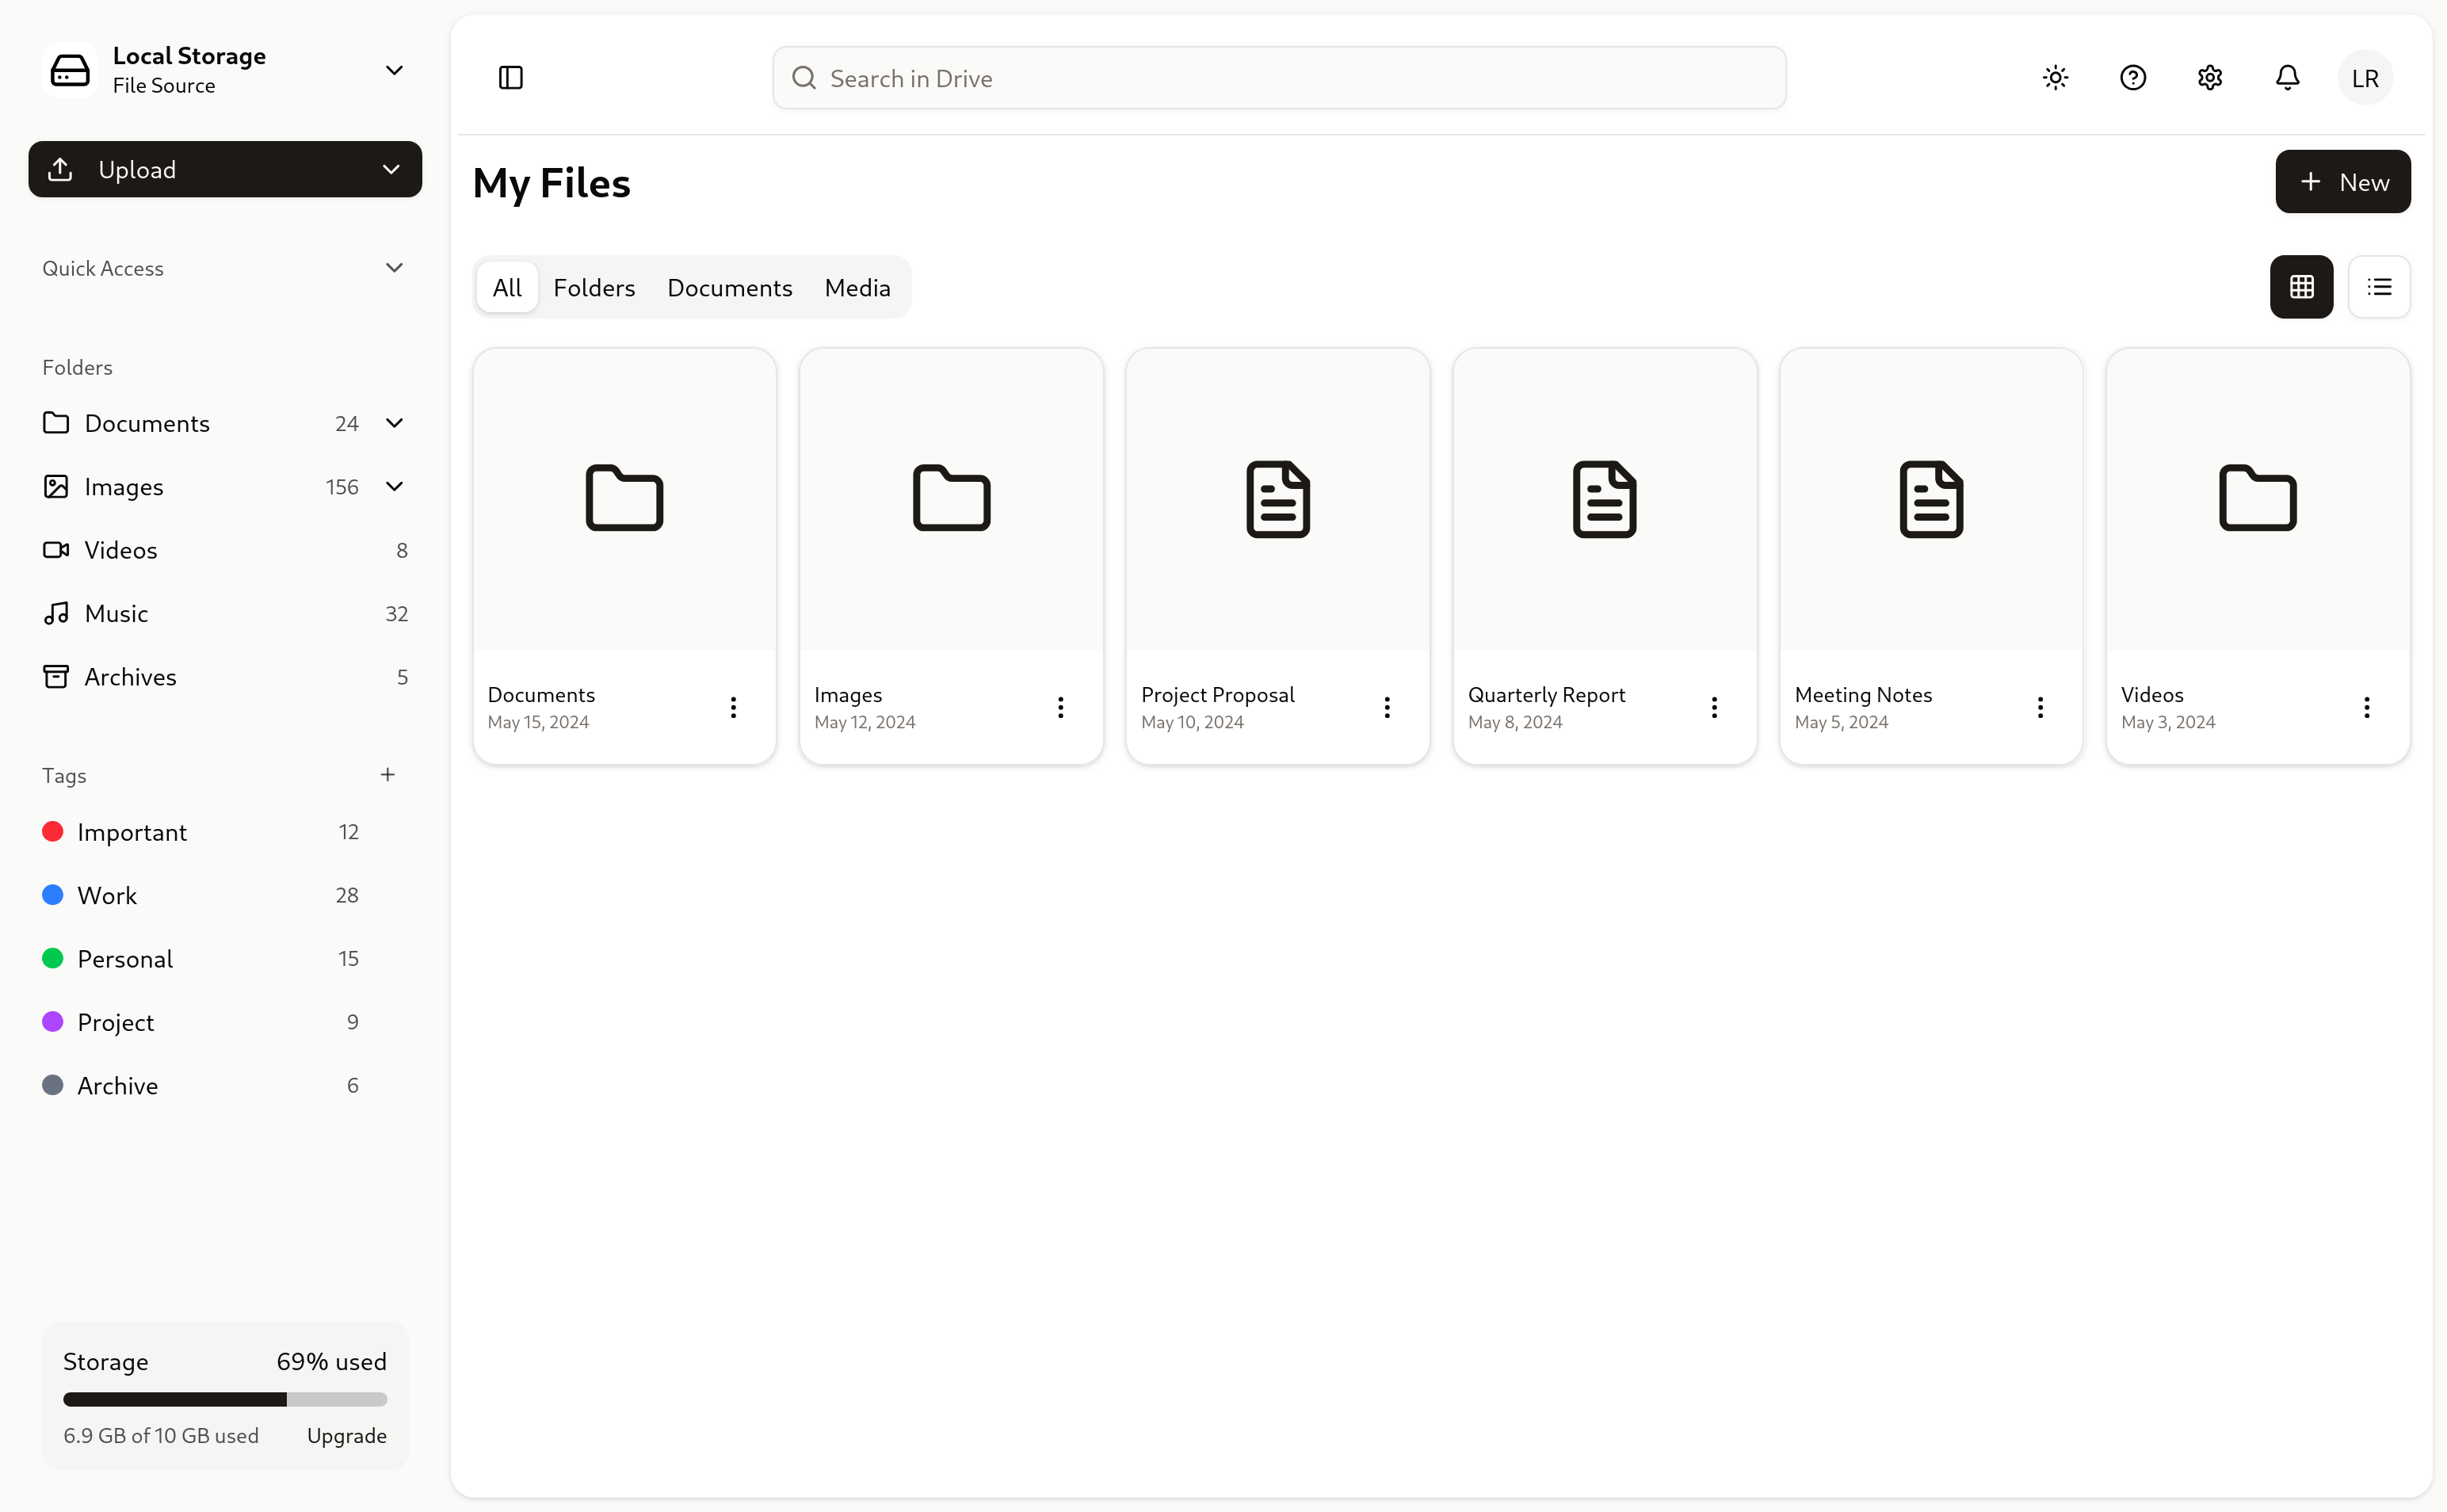 Local Storage
File Source
Upload
Quick Access
Folders
Documents 24
Images 156
Videos 8
Music 32
Archives 5
Tags
Important 12
Work 28
Personal 15
Project 9
Archive 6
Storage 69% used
6.9 GB of 10 GB used Upgrade
Search in Drive
LR
My Files
New
All Folders Documents Media
Documents
May 15, 2024
Images
May 12, 2024
Project Proposal
May 10, 2024
Quarterly Report
May 8, 2024
Meeting Notes
May 5, 2024
Videos
May 3, 2024